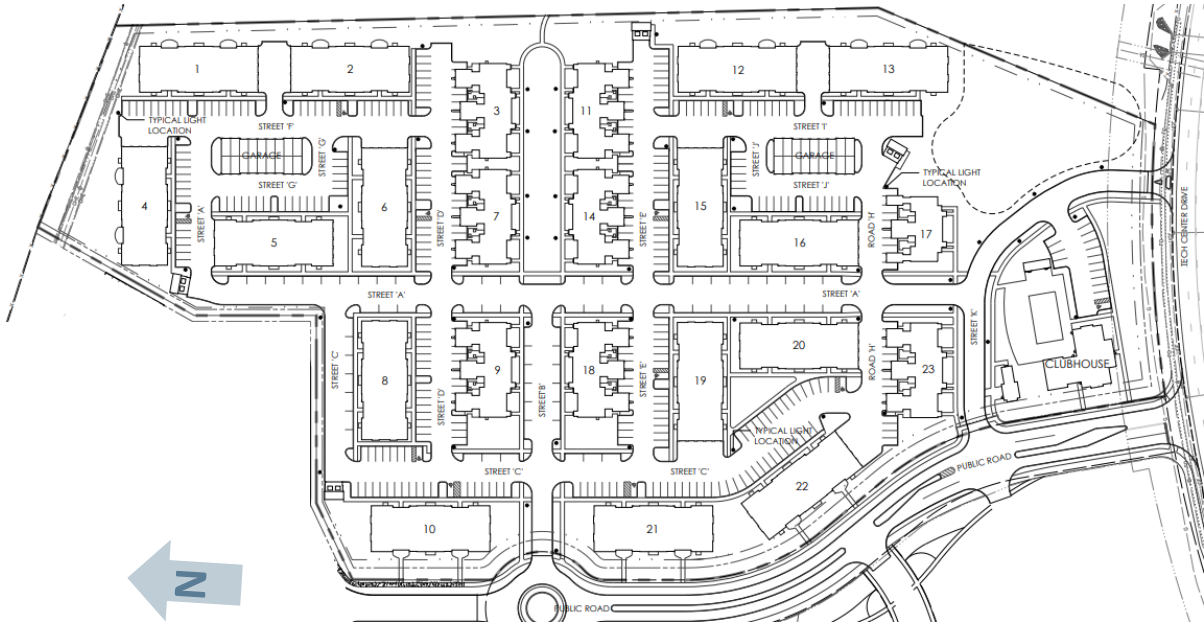 1
2
3
11
12
13
TYPICAL LIGHT
LOCATION
STREET 'F'
STREET 'I'
GARAGE
STREET 'G'
STREET 'J'
GARAGE
TYPICAL LIGHT
LOCATION
STREET 'G'
STREET 'J'
4
STREET 'A'
5
6
STREET 'D'
7
14
STREET 'E'
15
16
ROAD 'H'
17
TECH CENTER DRIVE
STREET 'A'
STREET 'A'
STREET 'C'
8
STREET 'D'
9
STREET'B'
18
STREET 'E'
19
20
ROAD 'H'
23
STREET 'K'
CLUBHOUSE
TYPICAL LIGHT
LOCATION
STREET 'C'
STREET 'C'
PUBLIC ROAD
22
10
21
N
PUBLIC ROAD